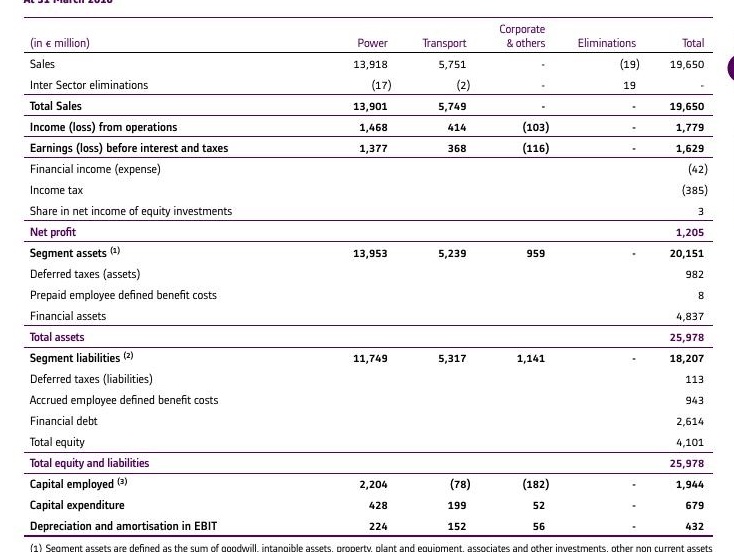 At 31 March 2010
Corporate
(in € million) Power Transport & others Eliminations Total
Sales 13,918 5,751 - (19) 19,650
Inter Sector eliminations (17) (2) - 19 -
Total Sales 13,901 5,749 - - 19,650
Income (loss) from operations 1,468 414 (103) - 1,779
Earnings (loss) before interest and taxes 1,377 368 (116) - 1,629
Financial income (expense) (42)
Income tax (385)
Share in net income of equity investments 3
Net profit 1,205
Segment assets (1) 13,953 5,239 959 - 20,151
Deferred taxes (assets) 982
Prepaid employee defined benefit costs 8
Financial assets 4,837
Total assets 25,978
Segment liabilities (2) 11,749 5,317 1,141 - 18,207
Deferred taxes (liabilities) 113
Accrued employee defined benefit costs 943
Financial debt 2,614
Total equity 4,101
Total equity and liabilities 25,978
Capital employed (3) 2,204 (78) (182) - 1,944
Capital expenditure 428 199 52 - 679
Depreciation and amortisation in EBIT 224 152 56 - 432
(1) Segment assets are defined as the sum of goodwill, intangible assets, property, plant and equipment, associates and other investments, other non current assets